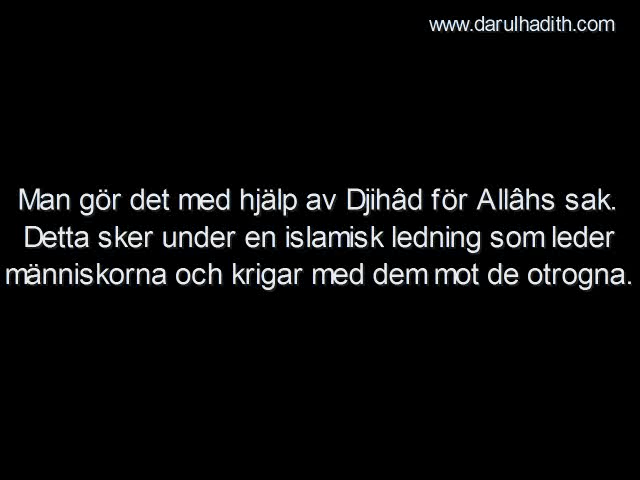 www.darulhadith.com
Man gör det med hjälp av Djihâd för Allâhs sak.
Detta sker under en islamisk ledning som leder
människorna och krigar med dem mot de otrogna.